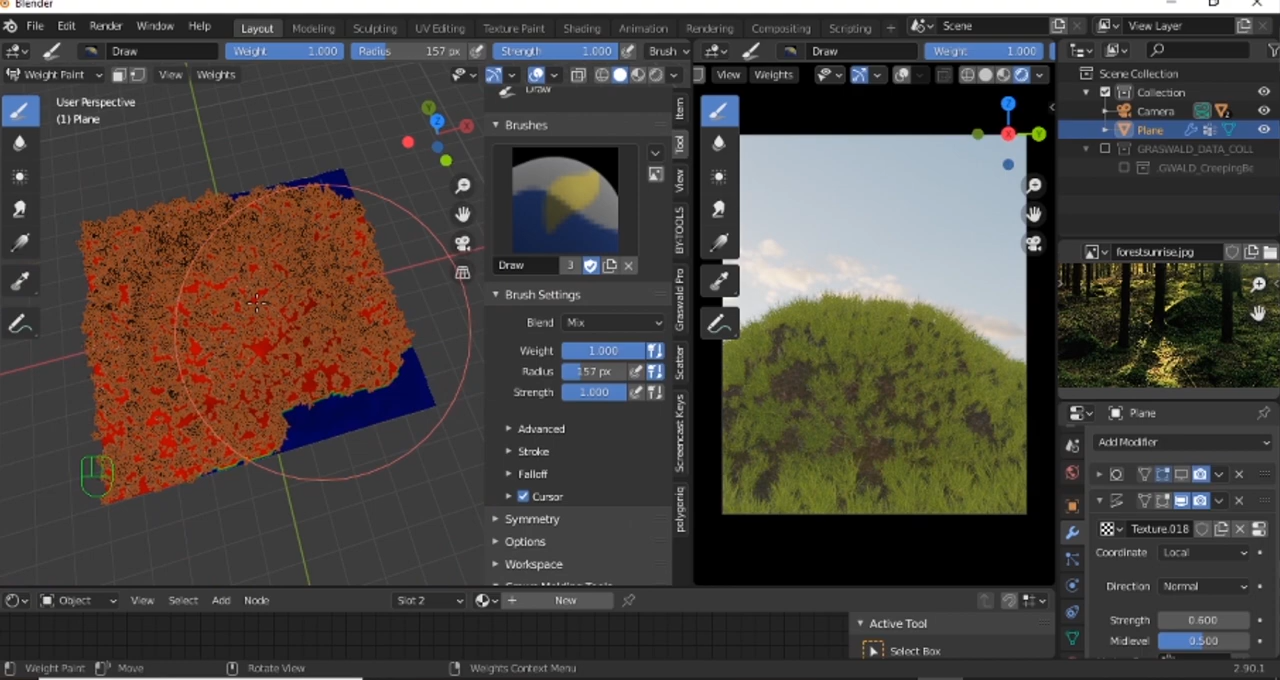 Blender
File Edit Render Window Help Layout Modeling Sculpting UV Editing Texture Paint Shading Animation Rendering Compositing Scripting + Scene View Layer
Draw Weight 1.000 Radius 157 px Strength 1.000 Brush Draw Weight 1.000
Weight Paint View Weights View Weights
Scene Collection
Collection
Camera 2
Plane
GRASWALD_DATA_COLL
.GWALD_CreepingBe
User Perspective
(1) Plane
Z
Y
X
Z
X
Y
Draw
Brushes
Draw 3
Brush Settings
Blend Mix
Weight 1.000
Radius 157 px
Strength 1.000
Advanced
Stroke
Falloff
Cursor
Symmetry
Options
Workspace
Item
Tool
View
BY-TOOLS
Graswald Pro
Scatter
Screencast Keys
polygoniq
forestsunrise.jpg
Plane
Add Modifier
Texture.018
Coordinate Local
Direction Normal
Strength 0.600
Midlevel 0.500
Object View Select Add Node Slot 2 + New
Active Tool
Select Box
Weight Paint Move Rotate View Weights Context Menu 2.90.1